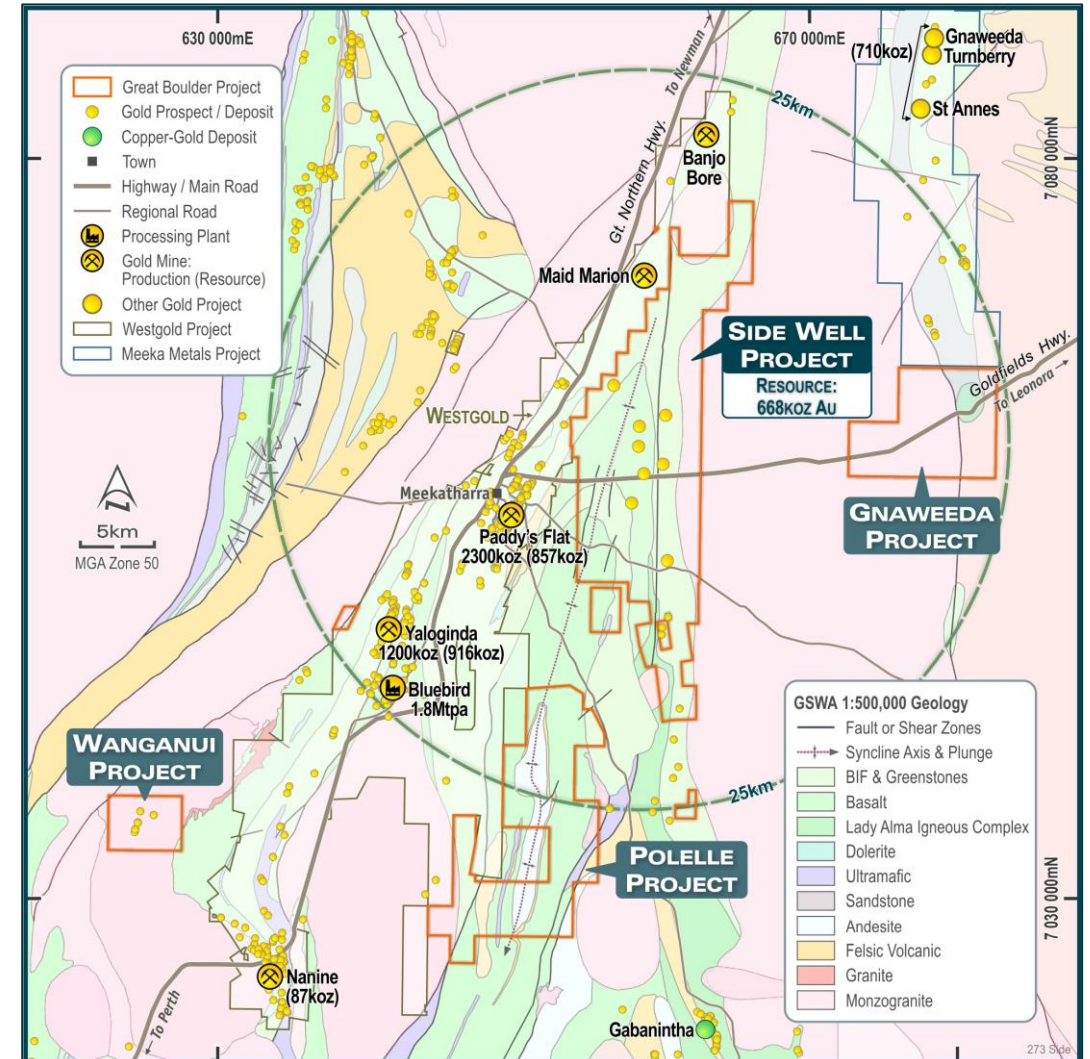 630 000mE
670 000mE
Great Boulder Project
Gold Prospect / Deposit
Copper-Gold Deposit
Town
Highway / Main Road
Regional Road
Processing Plant
Gold Mine:
Production (Resource)
Other Gold Project
Westgold Project
Meeka Metals Project
To Newman
25km
(710koz)
Gnaweeda
Turnberry
St Annes
Banjo
Bore
7 080 000mN
Gt. Northern Hwy.
Maid Marion
SIDE WELL
PROJECT
RESOURCE:
668KOZ AU
Goldfields Hwy.
To Leonora
WESTGOLD
5km
MGA Zone 50
Meekatharra
Paddy's Flat
2300koz (857koz)
GNAWEEDA
PROJECT
Yaloginda
1200koz (916koz)
Bluebird
1.8Mtpa
WANGANUI
PROJECT
25km
POLELLE
PROJECT
GSWA 1:500,000 Geology
Fault or Shear Zones
Syncline Axis & Plunge
BIF & Greenstones
Basalt
Lady Alma Igneous Complex
Dolerite
Ultramafic
Sandstone
Andesite
Felsic Volcanic
Granite
Monzogranite
7 030 000mN
Nanine
(87koz)
To Perth
Gabanintha
273 Side